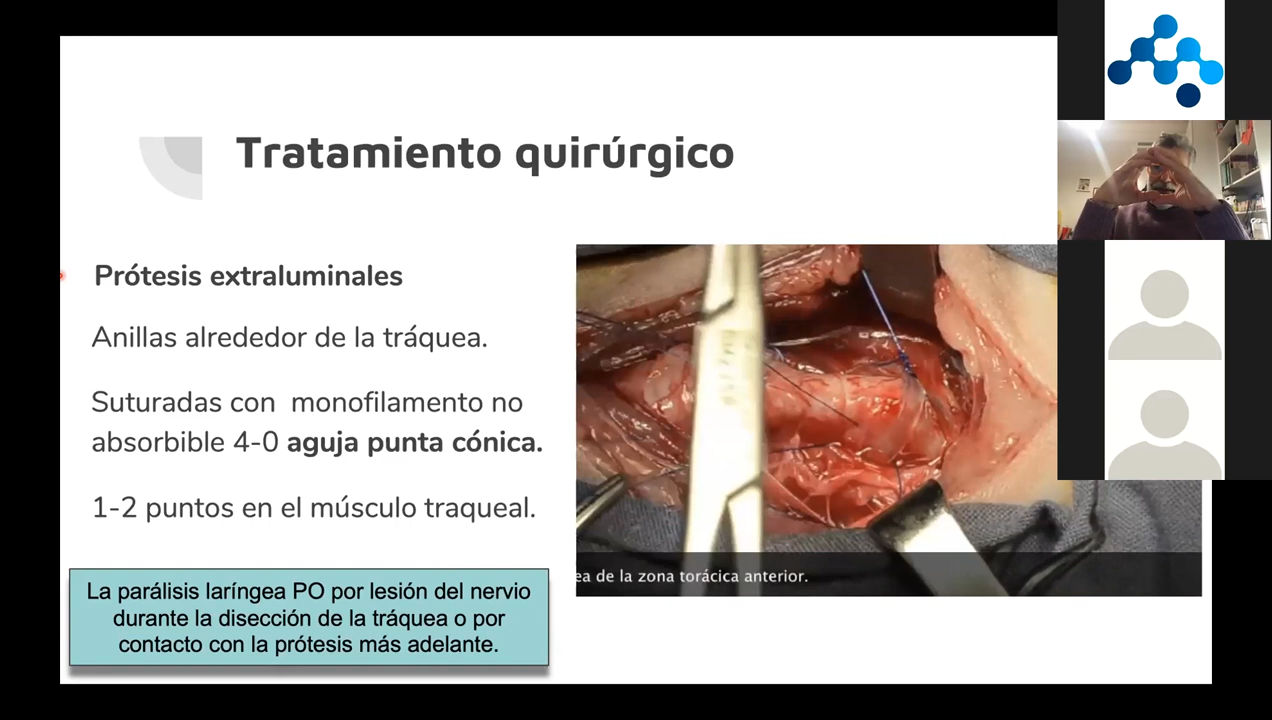 Tratamiento quirúrgico
Prótesis extraluminales
Anillas alrededor de la tráquea.
Suturadas con monofilamento no
absorbible 4-0 aguja punta cónica.
1-2 puntos en el músculo traqueal.
La parálisis laríngea PO por lesión del nervio
durante la disección de la tráquea o por
contacto con la prótesis más adelante.
ea de la zona torácica anterior.